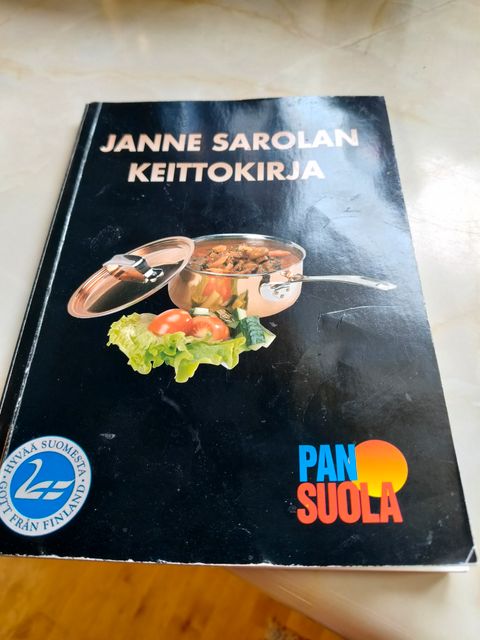 JANNE SAROLAN
KEITTOKIRJA
HYVÄÄ SUOMESTA
GOTT FRÅN FINLAND
PAN
SUOLA